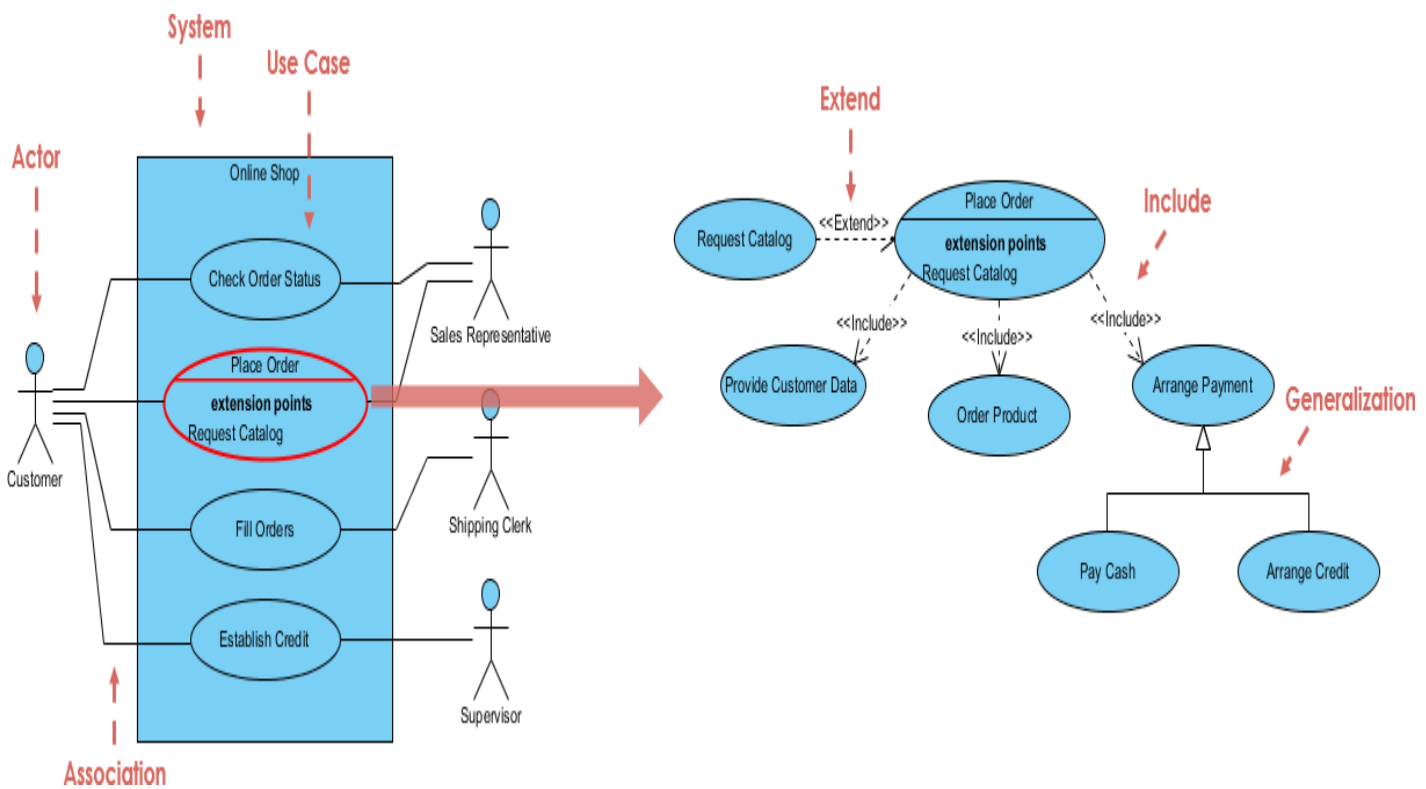 System
Use Case
Actor
Online Shop
Check Order Status
Sales Representative
Place Order
extension points
Request Catalog
Customer
Fill Orders
Shipping Clerk
Establish Credit
Supervisor
Association
Extend
Include
Request Catalog
<<Extend>>
Place Order
extension points
Request Catalog
<<Include>>
<<Include>>
<<Include>>
Provide Customer Data
Order Product
Arrange Payment
Generalization
Pay Cash
Arrange Credit